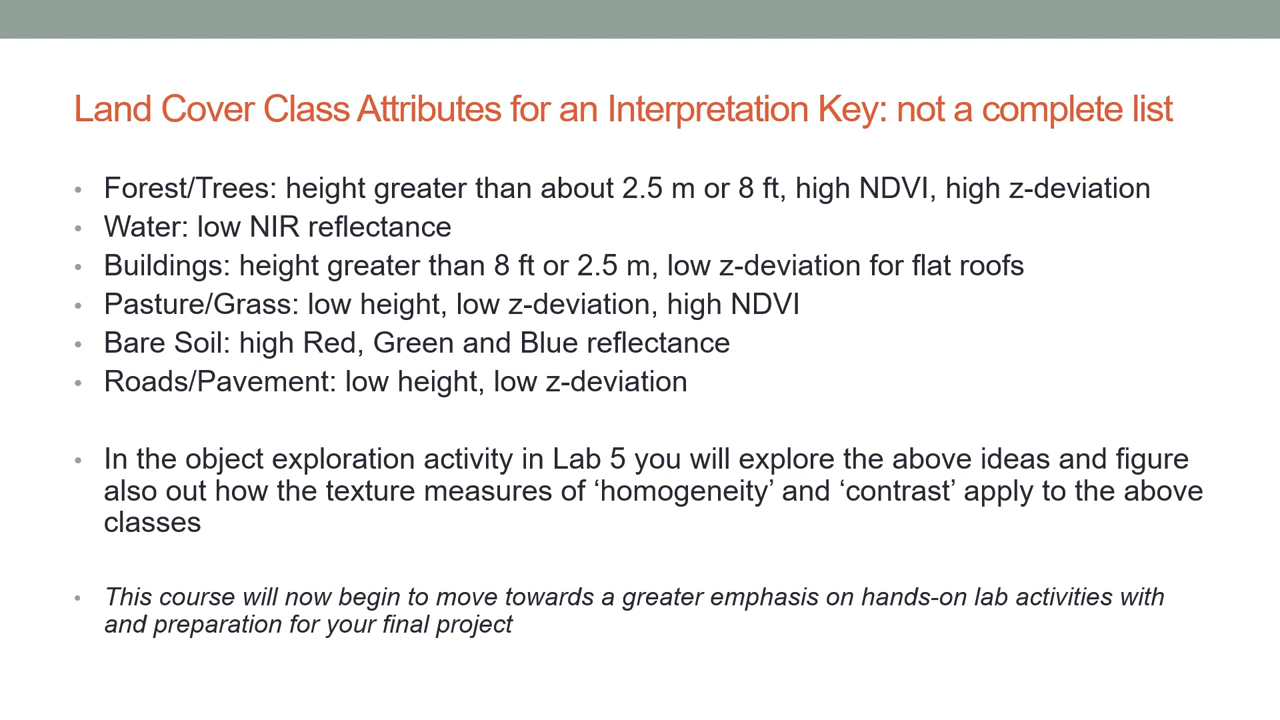 Land Cover Class Attributes for an Interpretation Key: not a complete list
• Forest/Trees: height greater than about 2.5 m or 8 ft, high NDVI, high z-deviation
• Water: low NIR reflectance
• Buildings: height greater than 8 ft or 2.5 m, low z-deviation for flat roofs
• Pasture/Grass: low height, low z-deviation, high NDVI
• Bare Soil: high Red, Green and Blue reflectance
• Roads/Pavement: low height, low z-deviation
• In the object exploration activity in Lab 5 you will explore the above ideas and figure
also out how the texture measures of ‘homogeneity’ and ‘contrast’ apply to the above
classes
• This course will now begin to move towards a greater emphasis on hands-on lab activities with
and preparation for your final project